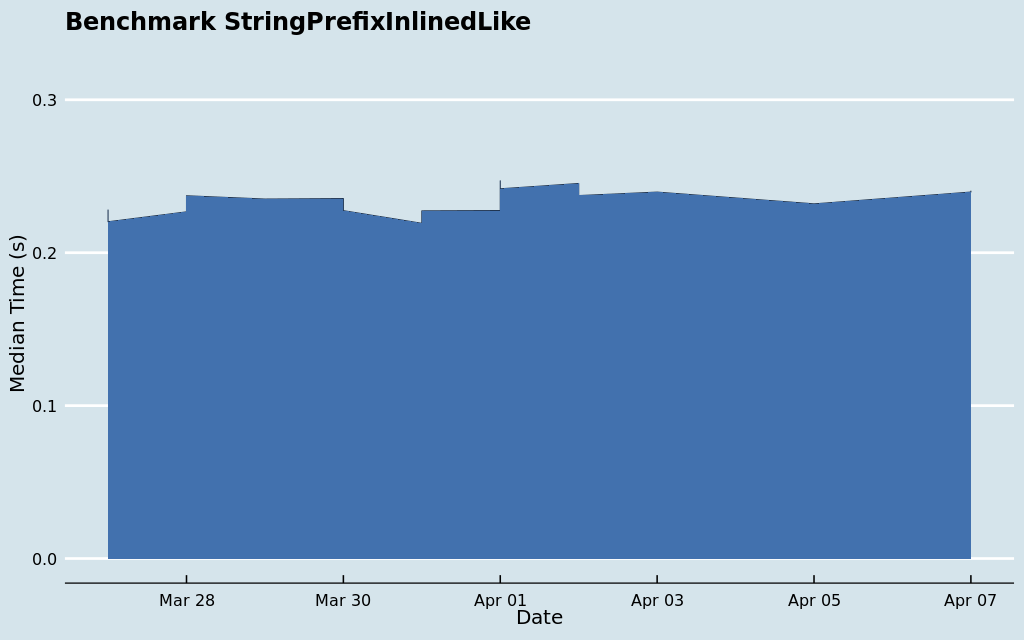 Benchmark StringPrefixInlinedLike
0.3
0.2
0.1
0.0
Median Time (s)
Mar 28
Mar 30
Apr 01
Apr 03
Apr 05
Apr 07
Date